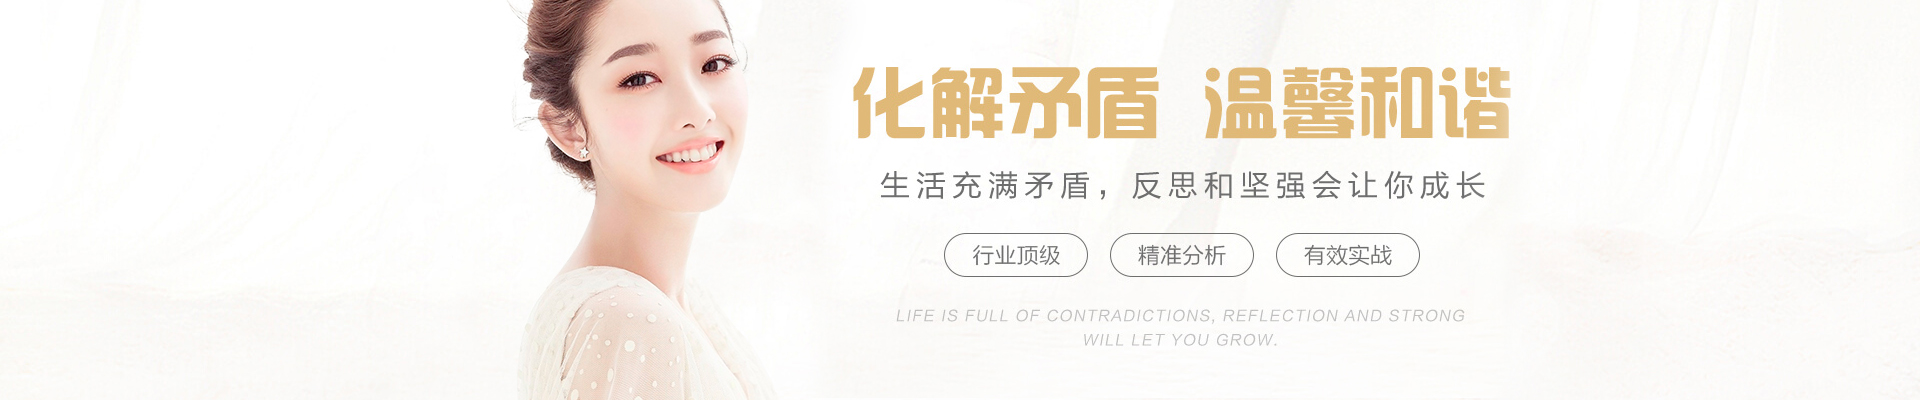 化解矛盾 温馨和谐
生活充满矛盾，反思和坚强会让你成长
行业顶级 精准分析 有效实战
LIFE IS FULL OF CONTRADICTIONS, REFLECTION AND STRONG
WILL LET YOU GROW.